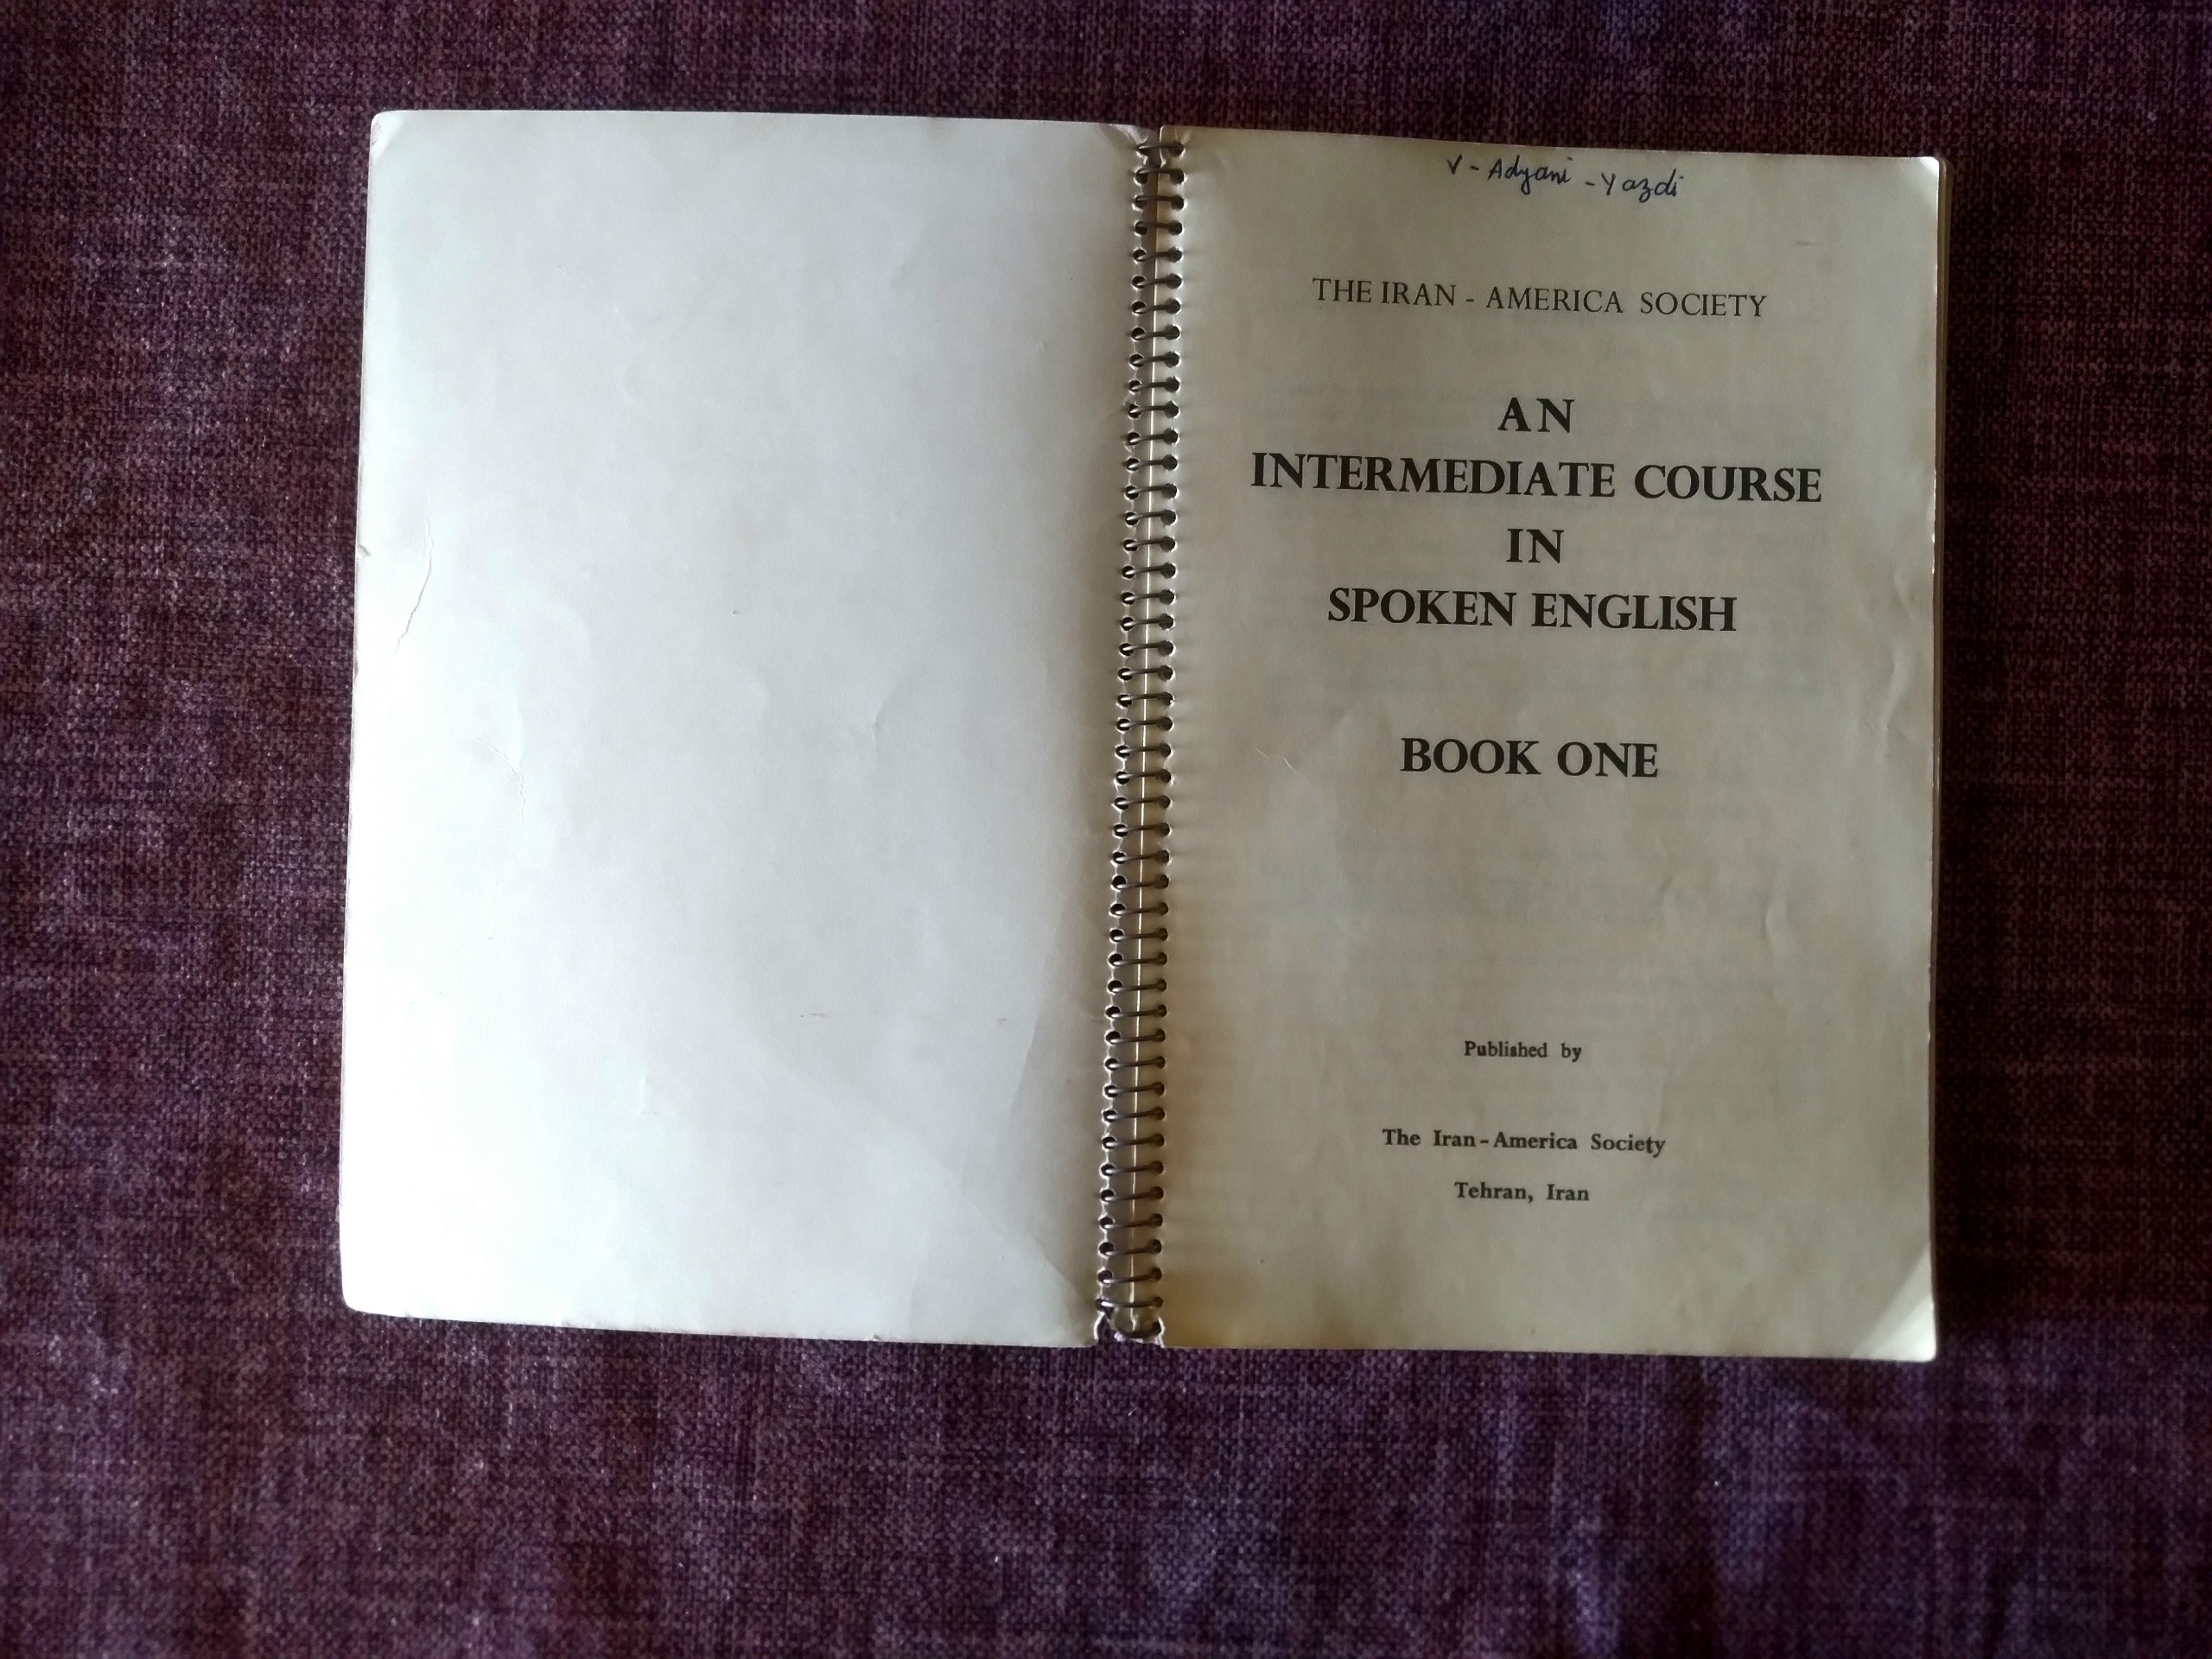 V - Adyani - Yazdi
THE IRAN - AMERICA SOCIETY
AN
INTERMEDIATE COURSE
IN
SPOKEN ENGLISH
BOOK ONE
Published by
The Iran - America Society
Tehran, Iran